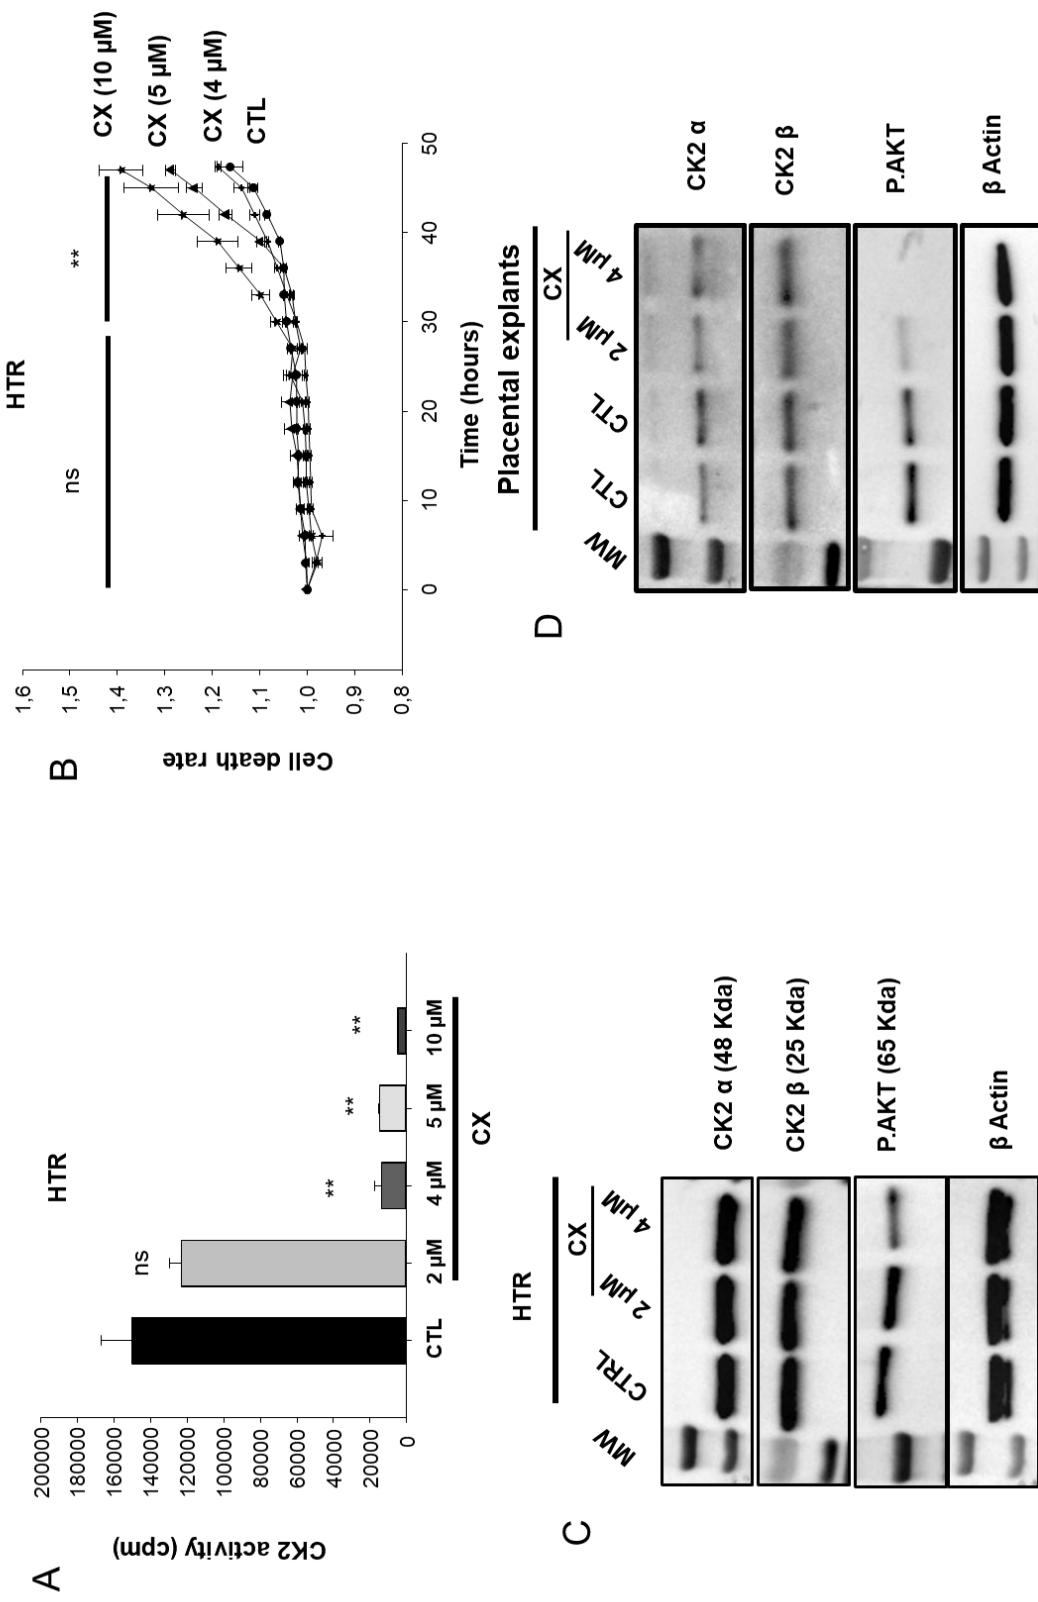 A
HTR
CK2 activity (cpm)
200000
180000
160000
140000
120000
100000
80000
60000
40000
20000
0
ns
**
**
**
CTL
2 µM
4 µM
5 µM
10 µM
CX
B
HTR
Cell death rate
1,6
1,5
1,4
1,3
1,2
1,1
1,0
0,9
0,8
ns
**
CX (10 µM)
CX (5 µM)
CX (4 µM)
CTL
0
10
20
30
40
50
Time (hours)
C
HTR
CX
MW
CTRL
2 µM
4 µM
CK2 α (48 Kda)
CK2 β (25 Kda)
P.AKT (65 Kda)
β Actin
D
Placental explants
CX
MW
CTL
CTL
2 µM
4 µM
CK2 α
CK2 β
P.AKT
β Actin